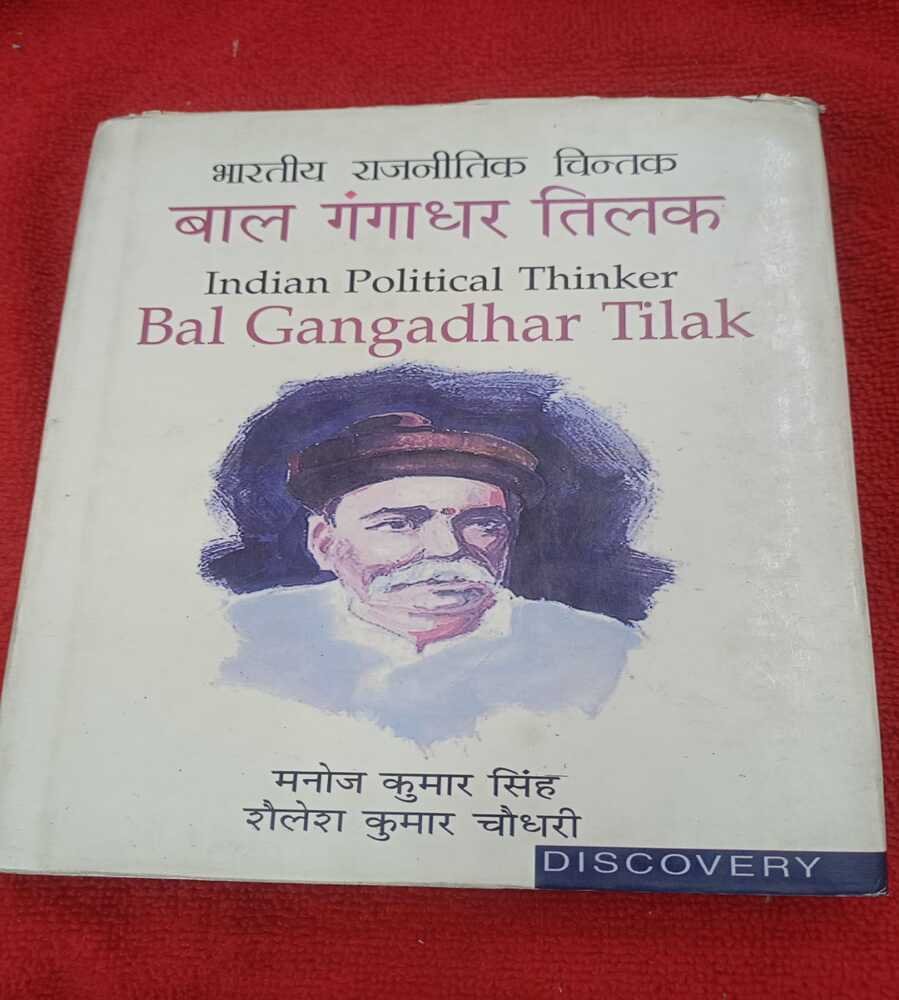 भारतीय राजनीतिक चिन्तक
बाल गंगाधर तिलक
Indian Political Thinker
Bal Gangadhar Tilak
मनोज कुमार सिंह
शैलेश कुमार चौधरी
DISCOVERY